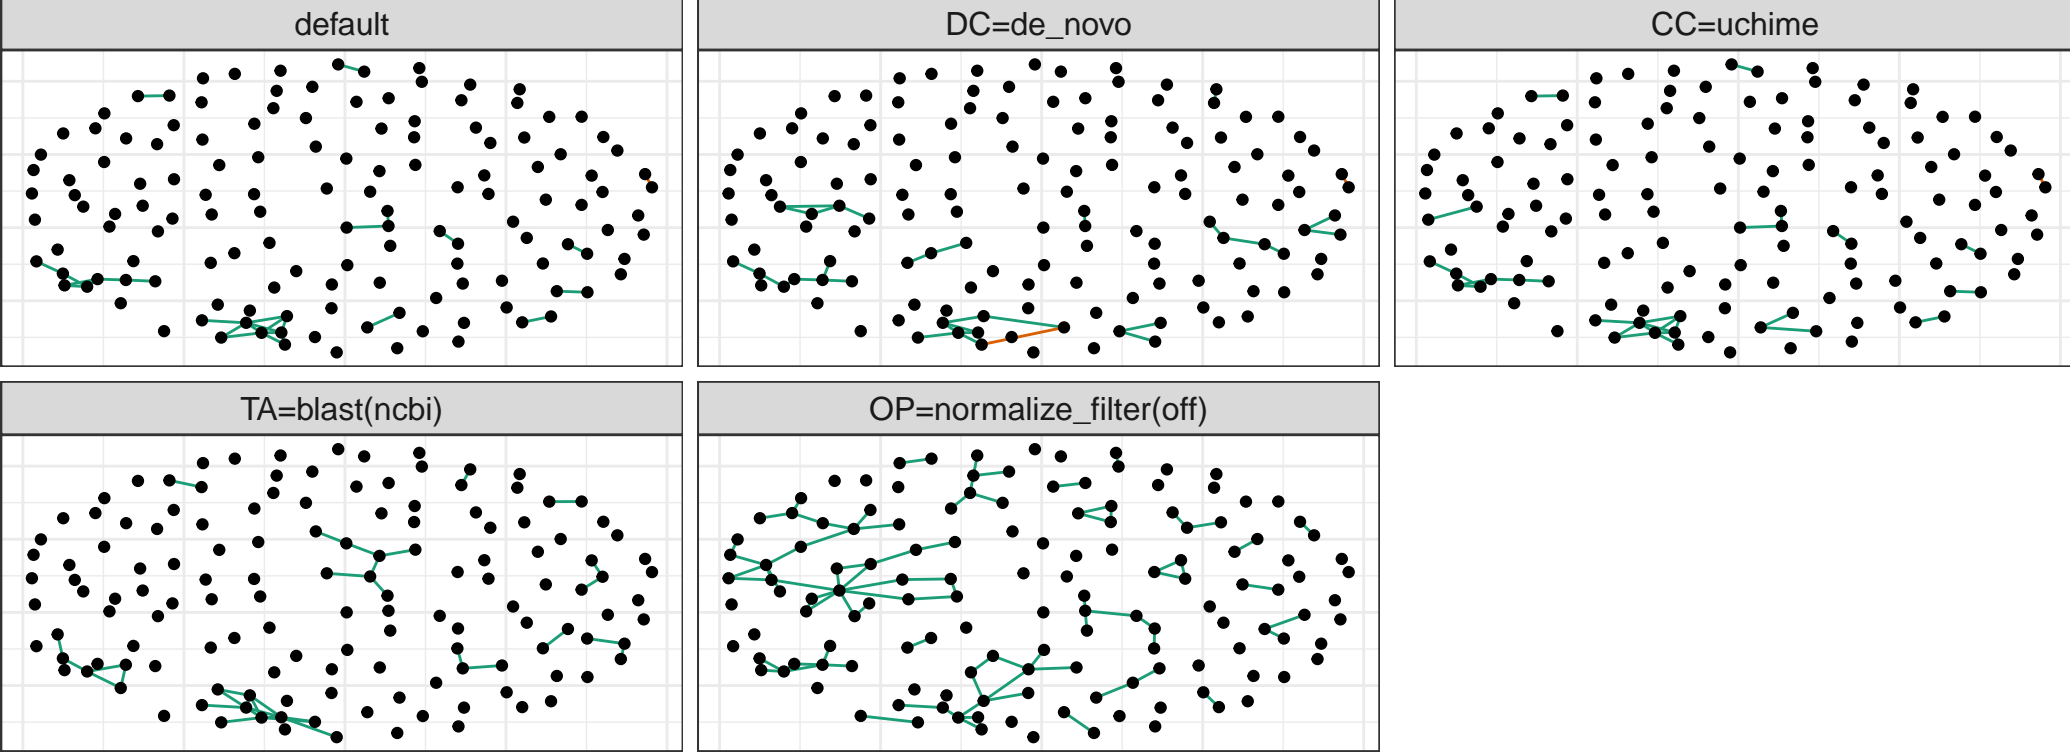 default
DC=de_novo
CC=uchime
TA=blast(ncbi)
OP=normalize_filter(off)